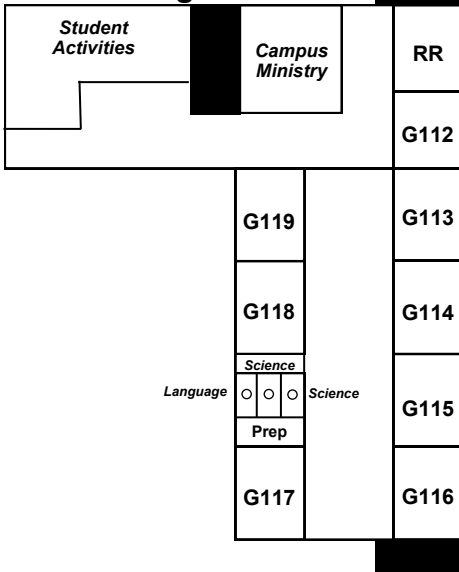 Student
Activities
Campus
Ministry
RR
G112
G119
G113
G118
G114
Science
Language
Science
G115
Prep
G117
G116